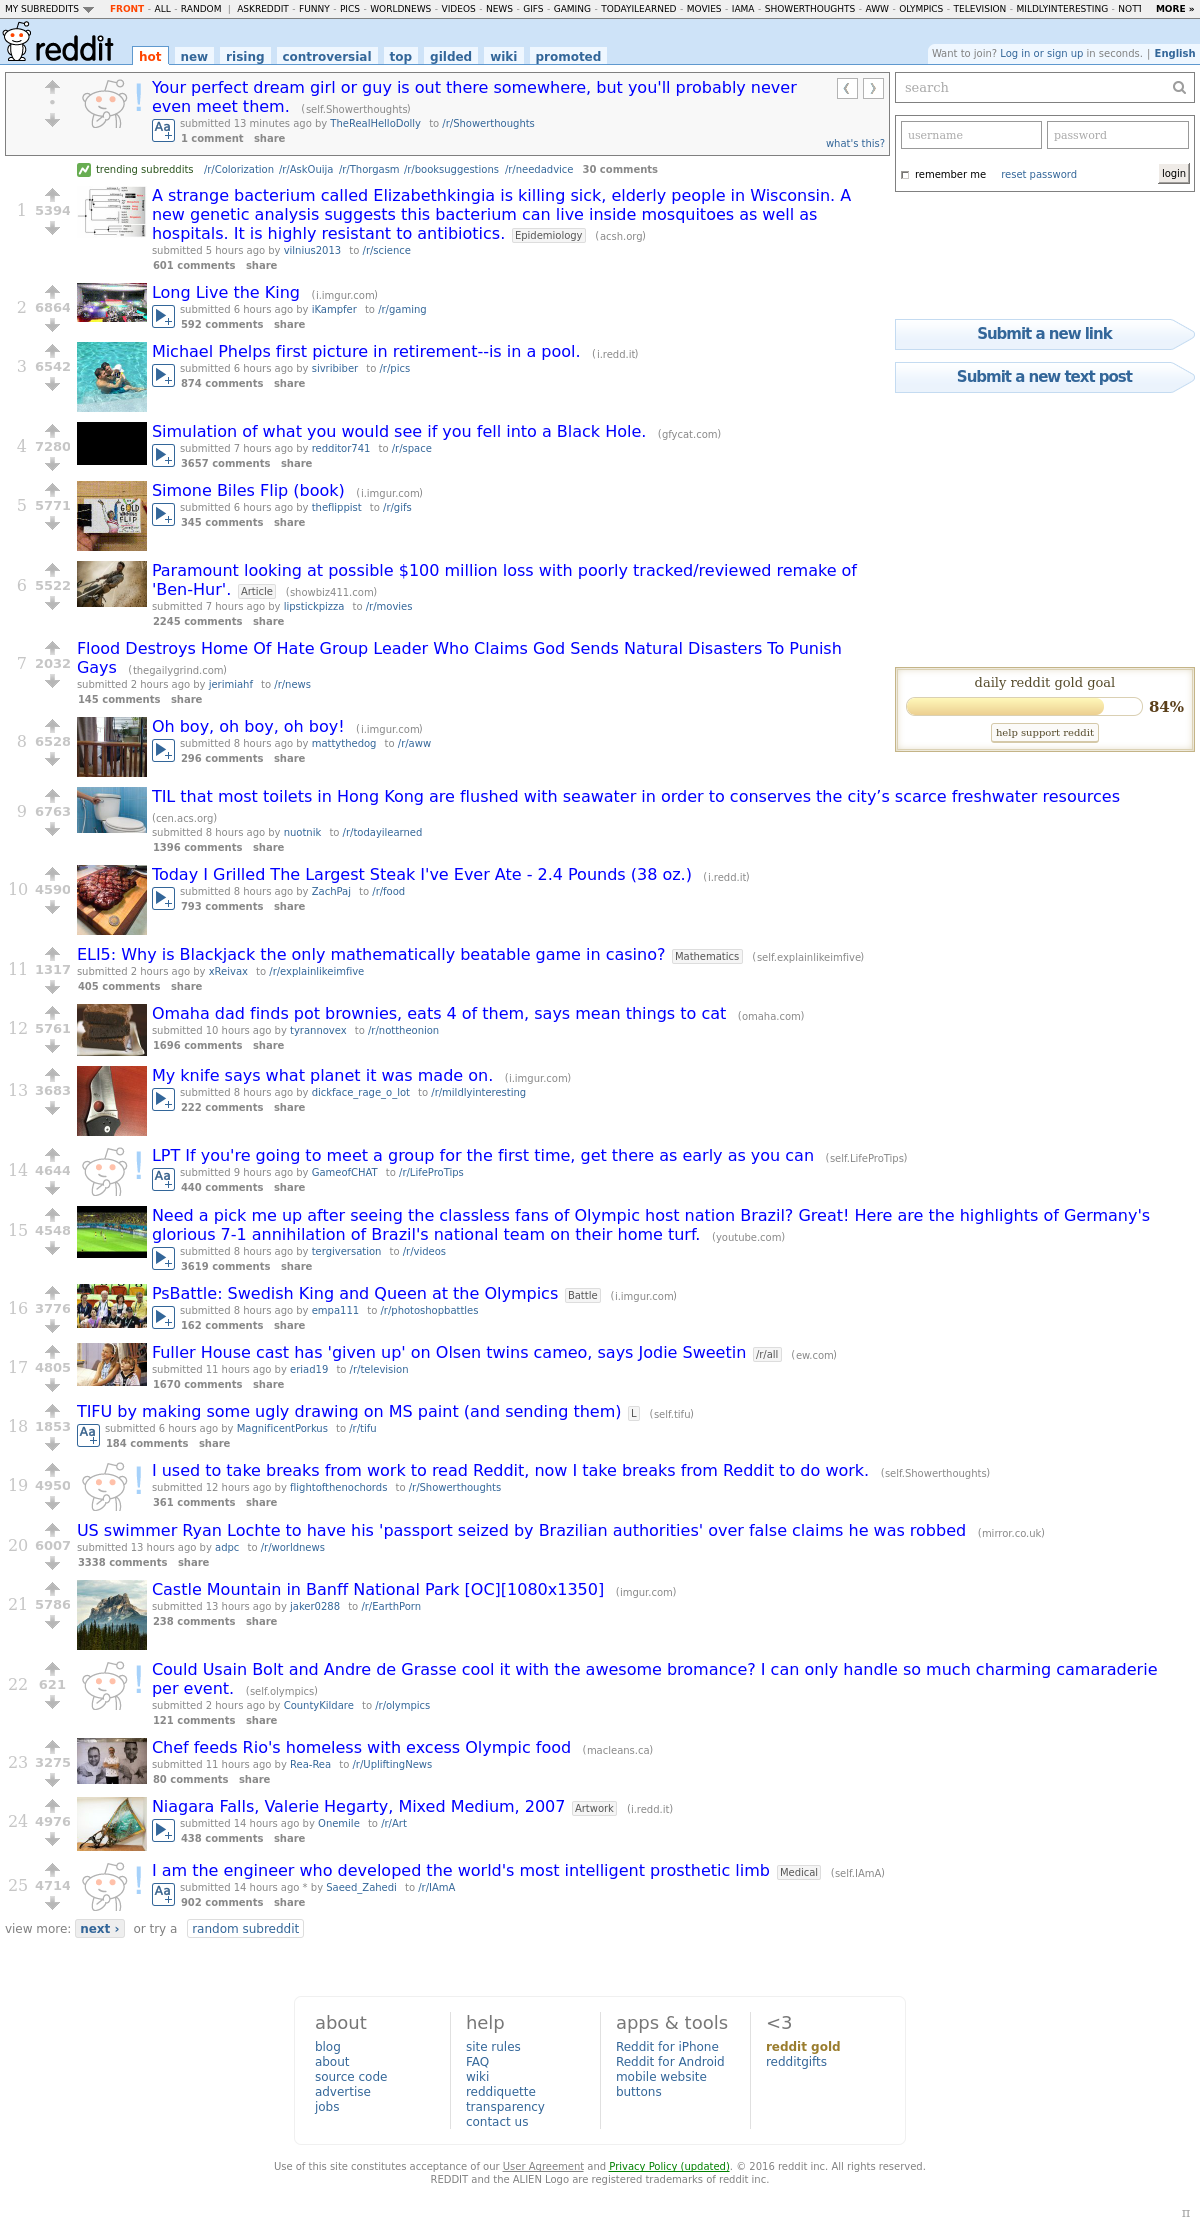 MY SUBREDDITS FRONT - ALL - RANDOM | ASKREDDIT - FUNNY - PICS - WORLDNEWS - VIDEOS - NEWS - GIFS - GAMING - TODAYILEARNED - MOVIES - IAMA - SHOWERTHOUGHTS - AWW - OLYMPICS - TELEVISION - MILDLYINTERESTING - NOTT MORE »
reddit hot new rising controversial top gilded wiki promoted
Want to join? Log in or sign up in seconds. | English
Your perfect dream girl or guy is out there somewhere, but you'll probably never
even meet them. (self.Showerthoughts)
submitted 13 minutes ago by TheRealHelloDolly to /r/Showerthoughts
1 comment share
what's this?
search
username password
remember me reset password login
trending subreddits /r/Colorization /r/AskOuija /r/Thorgasm /r/booksuggestions /r/needadvice 30 comments
1 5394 A strange bacterium called Elizabethkingia is killing sick, elderly people in Wisconsin. A
new genetic analysis suggests this bacterium can live inside mosquitoes as well as
hospitals. It is highly resistant to antibiotics. Epidemiology (acsh.org)
submitted 5 hours ago by vilnius2013 to /r/science
601 comments share
2 6864 Long Live the King (i.imgur.com)
submitted 6 hours ago by iKampfer to /r/gaming
592 comments share
Submit a new link
3 6542 Michael Phelps first picture in retirement--is in a pool. (i.redd.it)
submitted 6 hours ago by sivribiber to /r/pics
874 comments share
Submit a new text post
4 7280 Simulation of what you would see if you fell into a Black Hole. (gfycat.com)
submitted 7 hours ago by redditor741 to /r/space
3657 comments share
5 5771 Simone Biles Flip (book) (i.imgur.com)
submitted 6 hours ago by theflippist to /r/gifs
345 comments share
GOLD
FLIP
6 5522 Paramount looking at possible $100 million loss with poorly tracked/reviewed remake of
'Ben-Hur'. Article (showbiz411.com)
submitted 7 hours ago by lipstickpizza to /r/movies
2245 comments share
7 2032 Flood Destroys Home Of Hate Group Leader Who Claims God Sends Natural Disasters To Punish
Gays (thegailygrind.com)
submitted 2 hours ago by jerimiahf to /r/news
145 comments share
daily reddit gold goal
84%
help support reddit
8 6528 Oh boy, oh boy, oh boy! (i.imgur.com)
submitted 8 hours ago by mattythedog to /r/aww
296 comments share
9 6763 TIL that most toilets in Hong Kong are flushed with seawater in order to conserves the city’s scarce freshwater resources
(cen.acs.org)
submitted 8 hours ago by nuotnik to /r/todayilearned
1396 comments share
10 4590 Today I Grilled The Largest Steak I've Ever Ate - 2.4 Pounds (38 oz.) (i.redd.it)
submitted 8 hours ago by ZachPaj to /r/food
793 comments share
11 1317 ELI5: Why is Blackjack the only mathematically beatable game in casino? Mathematics (self.explainlikeimfive)
submitted 2 hours ago by xReivax to /r/explainlikeimfive
405 comments share
12 5761 Omaha dad finds pot brownies, eats 4 of them, says mean things to cat (omaha.com)
submitted 10 hours ago by tyrannovex to /r/nottheonion
1696 comments share
13 3683 My knife says what planet it was made on. (i.imgur.com)
submitted 8 hours ago by dickface_rage_o_lot to /r/mildlyinteresting
222 comments share
14 4644 LPT If you're going to meet a group for the first time, get there as early as you can (self.LifeProTips)
submitted 9 hours ago by GameofCHAT to /r/LifeProTips
440 comments share
15 4548 Need a pick me up after seeing the classless fans of Olympic host nation Brazil? Great! Here are the highlights of Germany's
glorious 7-1 annihilation of Brazil's national team on their home turf. (youtube.com)
submitted 8 hours ago by tergiversation to /r/videos
3619 comments share
16 3776 PsBattle: Swedish King and Queen at the Olympics Battle (i.imgur.com)
submitted 8 hours ago by empa111 to /r/photoshopbattles
162 comments share
17 4805 Fuller House cast has 'given up' on Olsen twins cameo, says Jodie Sweetin /r/all (ew.com)
submitted 11 hours ago by eriad19 to /r/television
1670 comments share
18 1853 TIFU by making some ugly drawing on MS paint (and sending them) L (self.tifu)
submitted 6 hours ago by MagnificentPorkus to /r/tifu
184 comments share
19 4950 I used to take breaks from work to read Reddit, now I take breaks from Reddit to do work. (self.Showerthoughts)
submitted 12 hours ago by flightofthenochords to /r/Showerthoughts
361 comments share
20 6007 US swimmer Ryan Lochte to have his 'passport seized by Brazilian authorities' over false claims he was robbed (mirror.co.uk)
submitted 13 hours ago by adpc to /r/worldnews
3338 comments share
21 5786 Castle Mountain in Banff National Park [OC][1080x1350] (imgur.com)
submitted 13 hours ago by jaker0288 to /r/EarthPorn
238 comments share
22 621 Could Usain Bolt and Andre de Grasse cool it with the awesome bromance? I can only handle so much charming camaraderie
per event. (self.olympics)
submitted 2 hours ago by CountyKildare to /r/olympics
121 comments share
23 3275 Chef feeds Rio's homeless with excess Olympic food (macleans.ca)
submitted 11 hours ago by Rea-Rea to /r/UpliftingNews
80 comments share
24 4976 Niagara Falls, Valerie Hegarty, Mixed Medium, 2007 Artwork (i.redd.it)
submitted 14 hours ago by Onemile to /r/Art
438 comments share
25 4714 I am the engineer who developed the world's most intelligent prosthetic limb Medical (self.IAmA)
submitted 14 hours ago * by Saeed_Zahedi to /r/IAmA
902 comments share
view more: next › or try a random subreddit
about help apps & tools <3
blog site rules Reddit for iPhone reddit gold
about FAQ Reddit for Android redditgifts
source code wiki mobile website
advertise reddiquette buttons
jobs transparency
contact us
Use of this site constitutes acceptance of our User Agreement and Privacy Policy (updated). © 2016 reddit inc. All rights reserved.
REDDIT and the ALIEN Logo are registered trademarks of reddit inc.
π